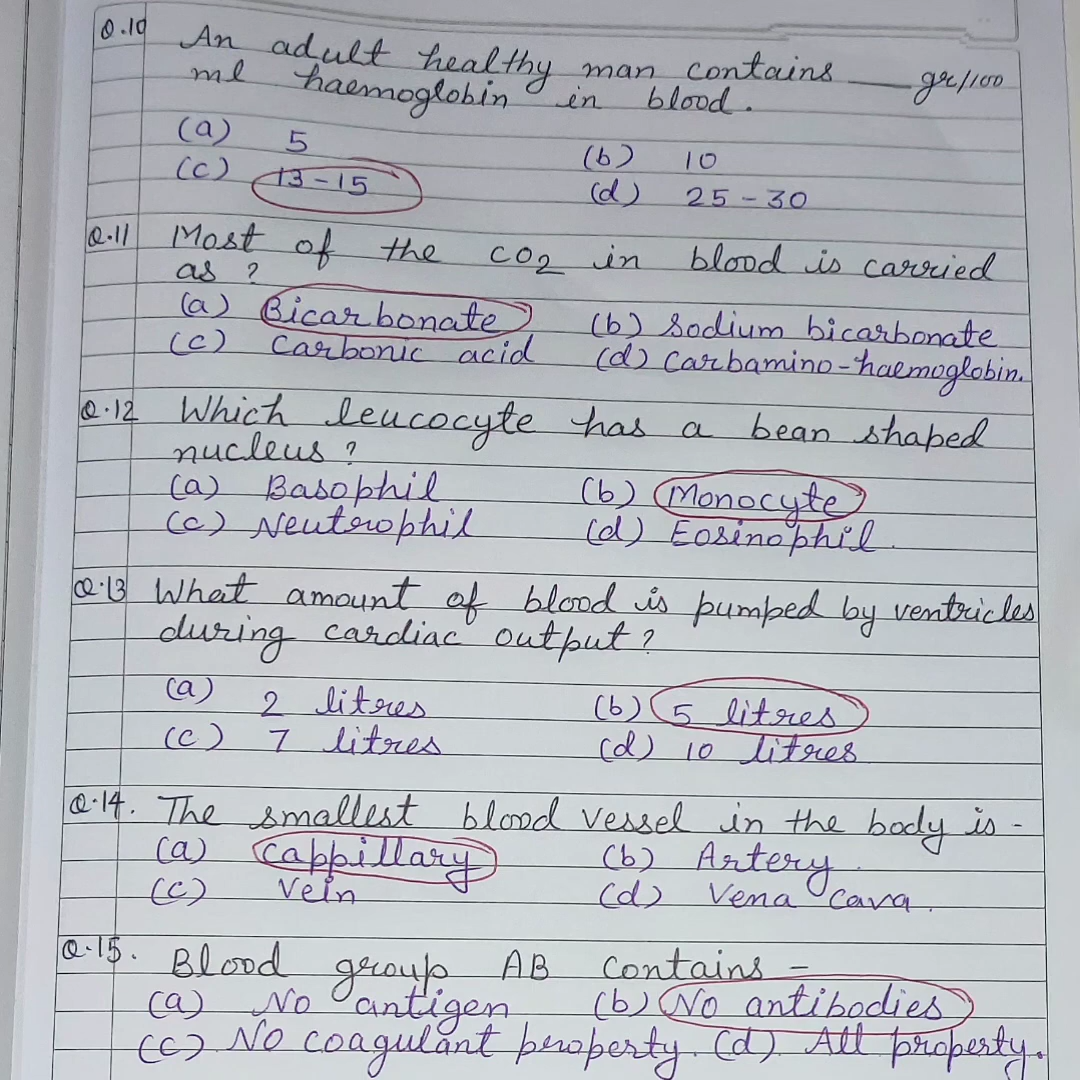 Q.10 An adult healthy man contains ___ gr/100
ml haemoglobin in blood.
(a) 5 (b) 10
(c) 13-15 (d) 25-30
Q.11 Most of the CO2 in blood is carried
as ?
(a) Bicarbonate (b) Sodium bicarbonate
(c) Carbonic acid (d) Carbamino-haemoglobin.
Q.12 Which leucocyte has a bean shaped
nucleus ?
(a) Basophil (b) Monocyte
(c) Neutrophil (d) Eosinophil.
Q.13 What amount of blood is pumped by ventricles
during cardiac output ?
(a) 2 litres (b) 5 litres
(c) 7 litres (d) 10 litres
Q.14. The smallest blood vessel in the body is -
(a) Cappillary (b) Artery.
(c) Vein (d) Vena cava.
Q.15. Blood group AB contains -
(a) No antigen (b) No antibodies
(c) No coagulant peroperty. (d) All property.